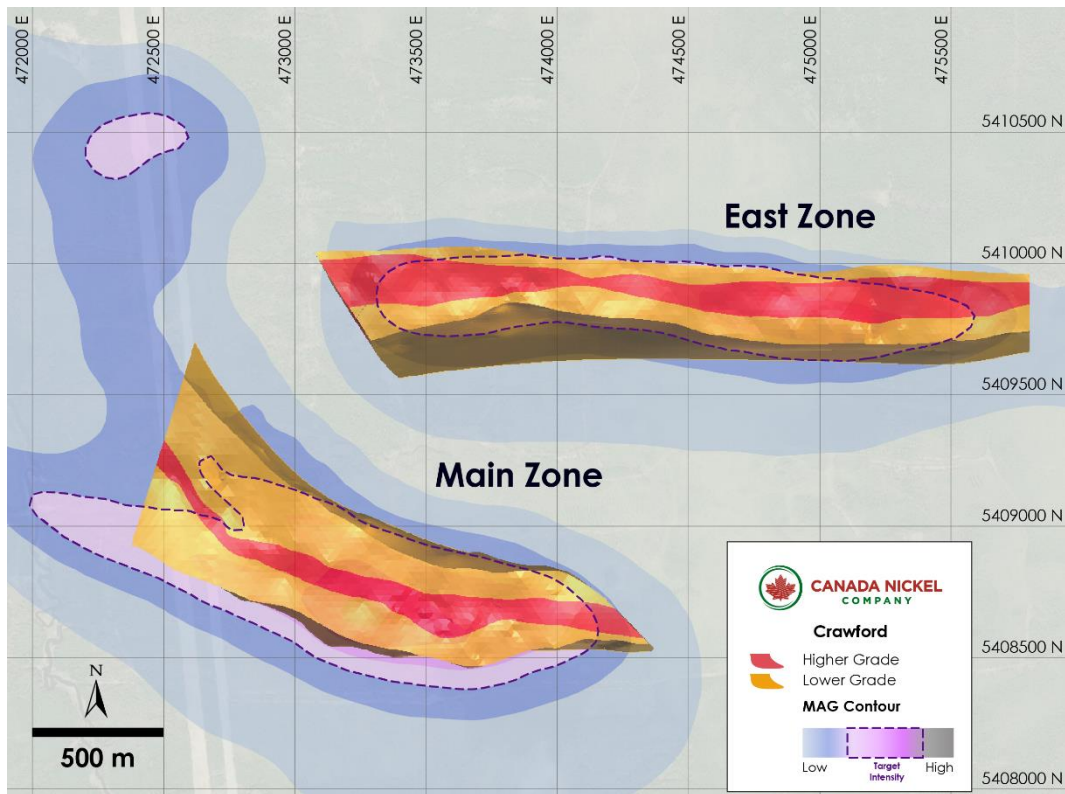 472000 E
472500 E
473000 E
473500 E
474000 E
474500 E
475000 E
475500 E
5410500 N
East Zone
5410000 N
5409500 N
Main Zone
5409000 N
CANADA NICKEL
COMPANY
Crawford
Higher Grade
Lower Grade
MAG Contour
Low
Target
Intensity
High
5408500 N
N
500 m
5408000 N